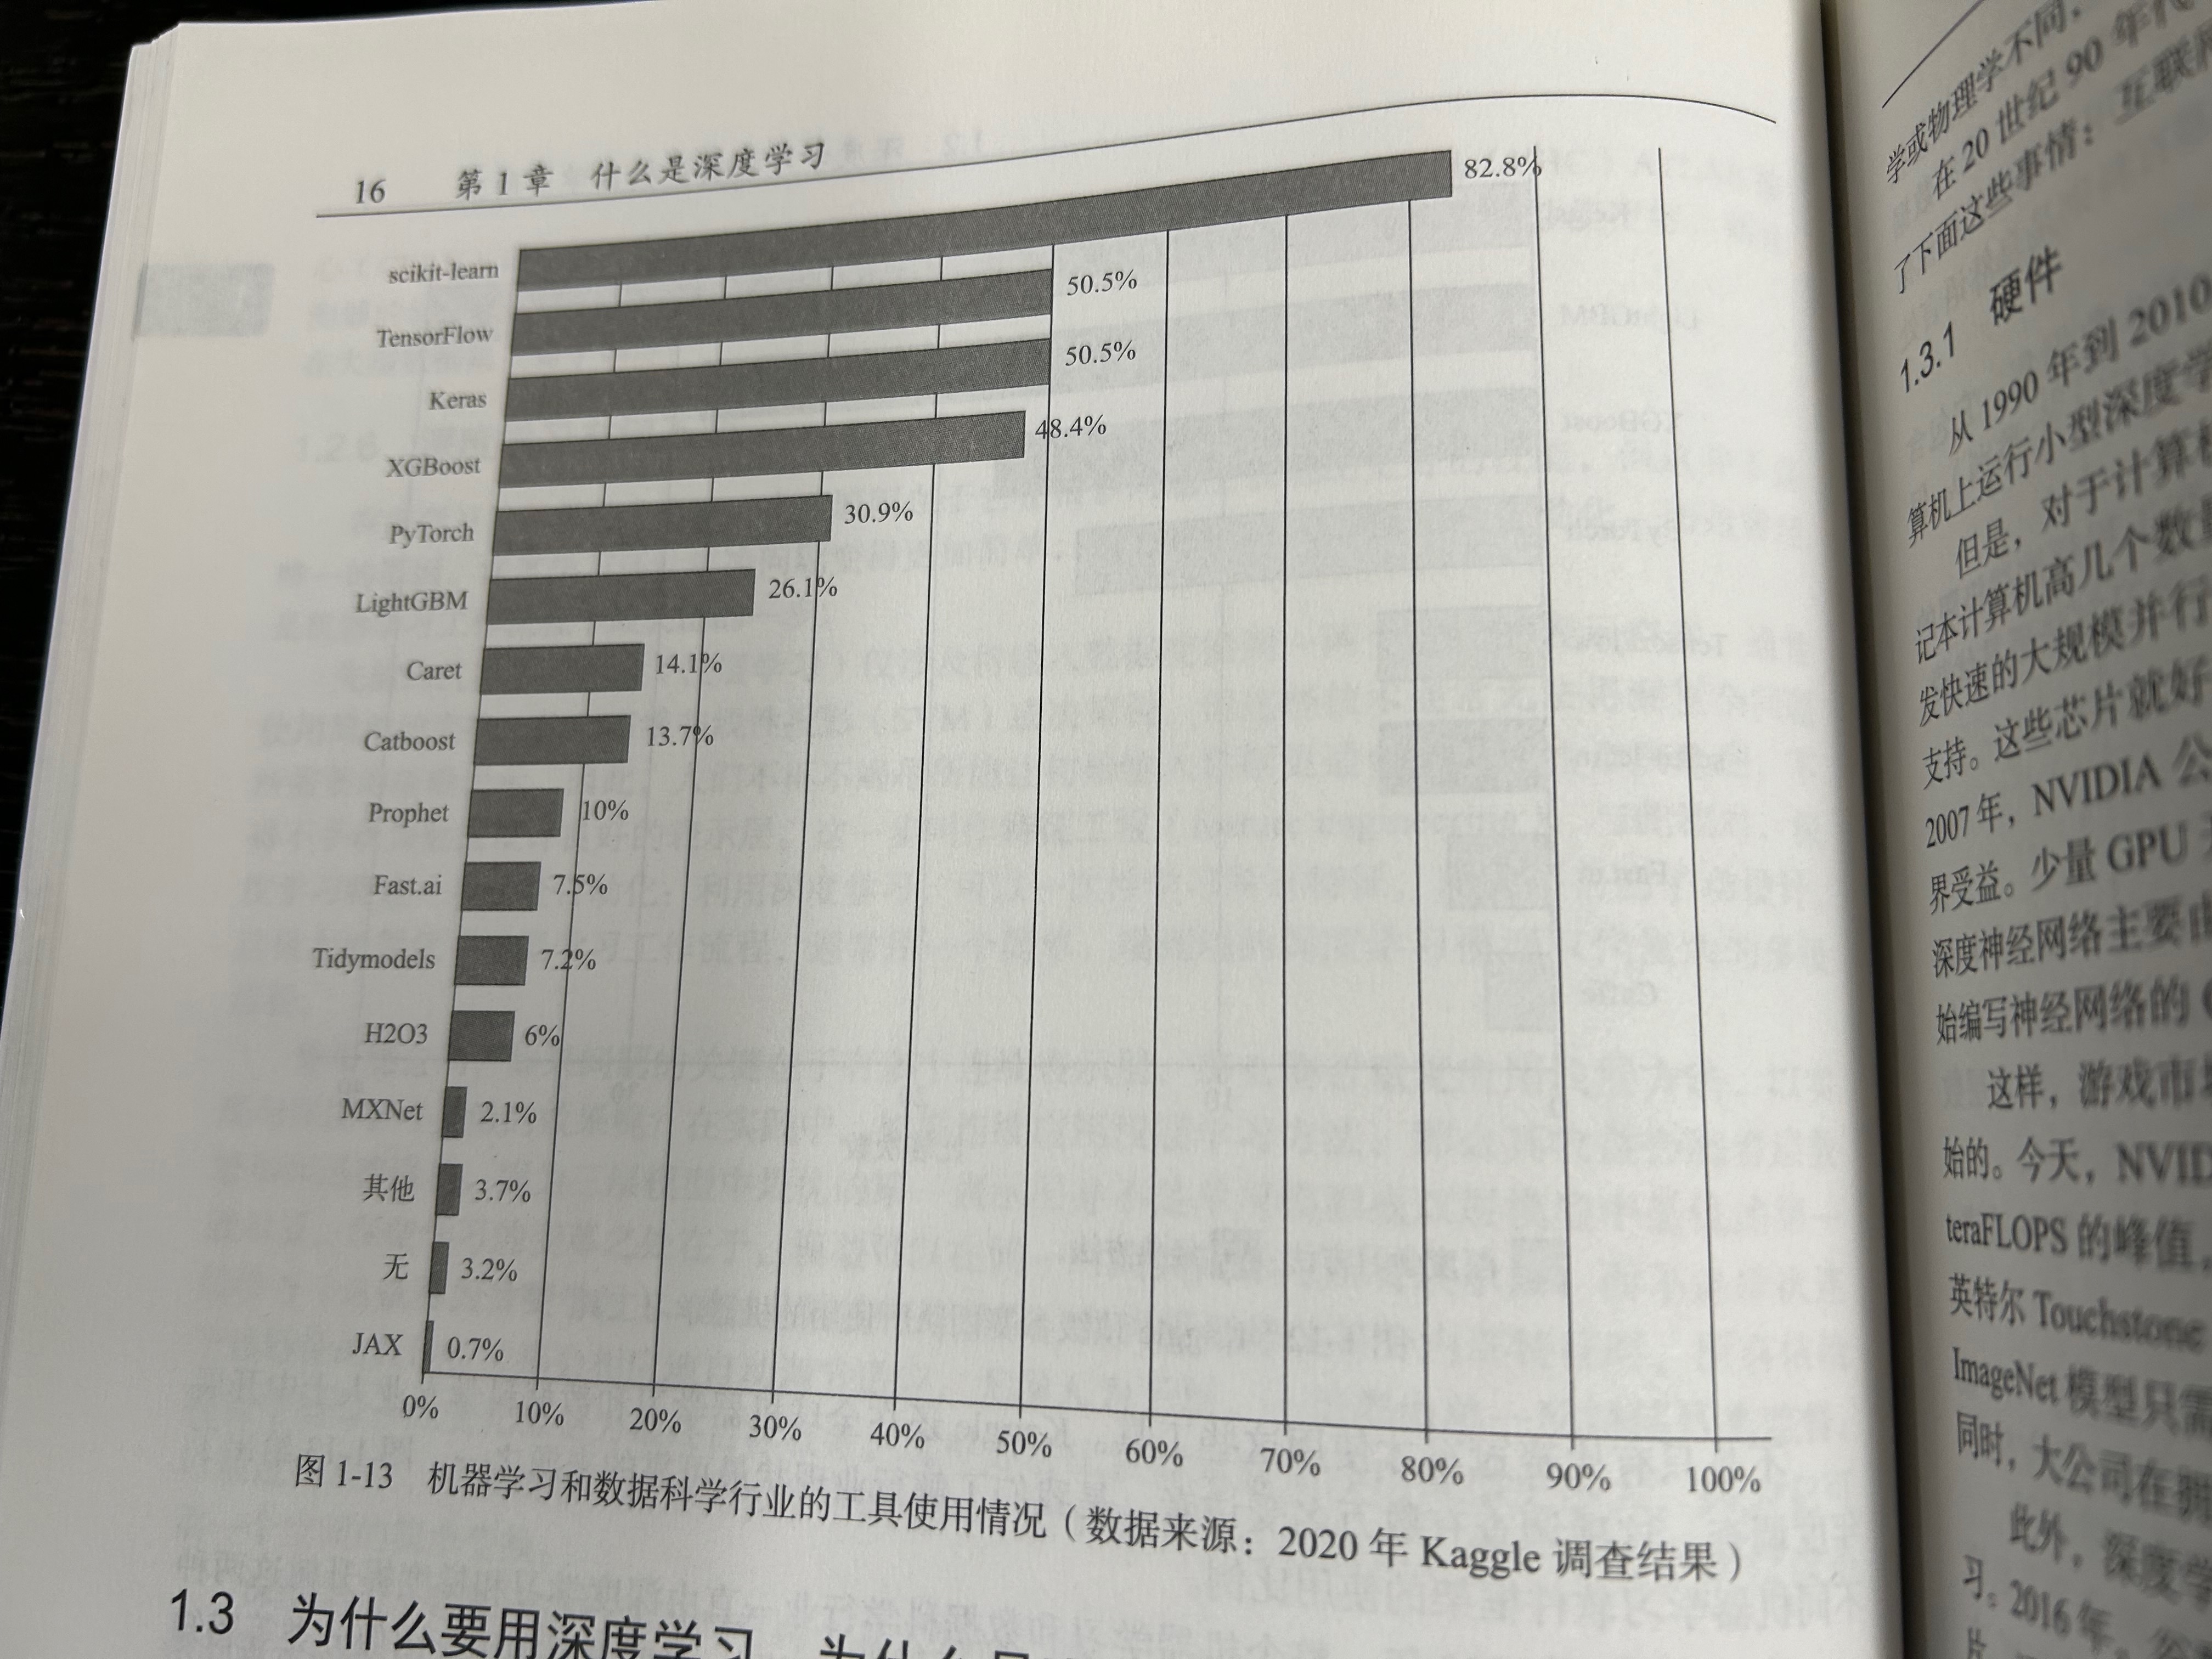 16 第1章 什么是深度学习
scikit-learn 82.8%
TensorFlow 50.5%
Keras 50.5%
XGBoost 48.4%
PyTorch 30.9%
LightGBM 26.1%
Caret 14.1%
Catboost 13.7%
Prophet 10%
Fast.ai 7.5%
Tidymodels 7.2%
H2O3 6%
MXNet 2.1%
其他 3.7%
无 3.2%
JAX 0.7%
0% 10% 20% 30% 40% 50% 60% 70% 80% 90% 100%
图 1-13 机器学习和数据科学行业的工具使用情况（数据来源：2020 年 Kaggle 调查结果）
1.3 为什么要用深度学习，为什么是
学或物理学不同，
在 20 世纪 90 年代
了下面这些事情：互联网
1.3.1 硬件
从 1990 年到 2010
算机上运行小型深度学
但是，对于计算机
记本计算机高几个数量
发快速的大规模并行
支持。这些芯片就好
2007 年，NVIDIA 公
界受益。少量 GPU
深度神经网络主要由
始编写神经网络的
这样，游戏市场
始的。今天，NVID
teraFLOPS 的峰值，
英特尔 Touchstone
ImageNet 模型只需
同时，大公司在
此外，深度学
习。2016 年，谷
片